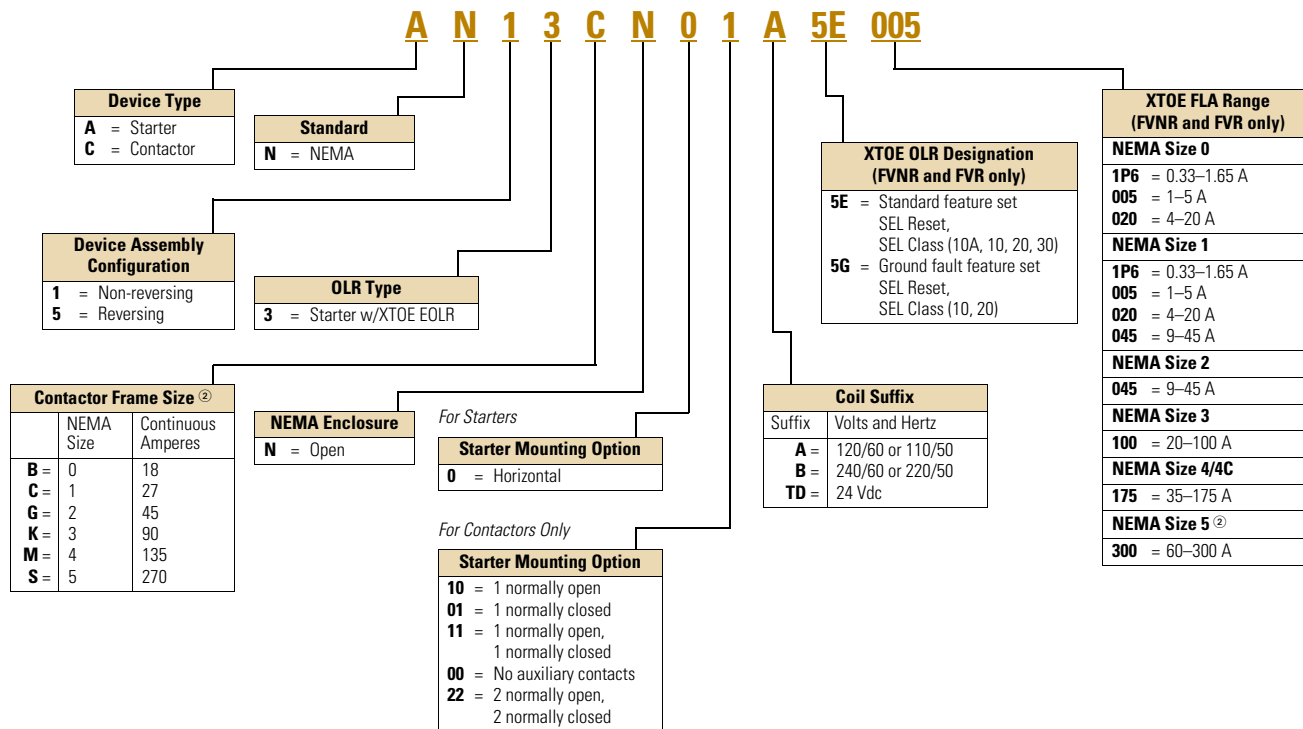 A N 1 3 C N 0 1 A 5E 005
Device Type
A = Starter
C = Contactor
Standard
N = NEMA
Device Assembly
Configuration
1 = Non-reversing
5 = Reversing
OLR Type
3 = Starter w/XTOE EOLR
Contactor Frame Size ②
NEMA Size Continuous Amperes
B = 0 18
C = 1 27
G = 2 45
K = 3 90
M = 4 135
S = 5 270
NEMA Enclosure
N = Open
For Starters
Starter Mounting Option
0 = Horizontal
For Contactors Only
Starter Mounting Option
10 = 1 normally open
01 = 1 normally closed
11 = 1 normally open,
1 normally closed
00 = No auxiliary contacts
22 = 2 normally open,
2 normally closed
XTOE OLR Designation
(FVNR and FVR only)
5E = Standard feature set
SEL Reset,
SEL Class (10A, 10, 20, 30)
5G = Ground fault feature set
SEL Reset,
SEL Class (10, 20)
Coil Suffix
Suffix Volts and Hertz
A = 120/60 or 110/50
B = 240/60 or 220/50
TD = 24 Vdc
XTOE FLA Range
(FVNR and FVR only)
NEMA Size 0
1P6 = 0.33–1.65 A
005 = 1–5 A
020 = 4–20 A
NEMA Size 1
1P6 = 0.33–1.65 A
005 = 1–5 A
020 = 4–20 A
045 = 9–45 A
NEMA Size 2
045 = 9–45 A
NEMA Size 3
100 = 20–100 A
NEMA Size 4/4C
175 = 35–175 A
NEMA Size 5 ②
300 = 60–300 A